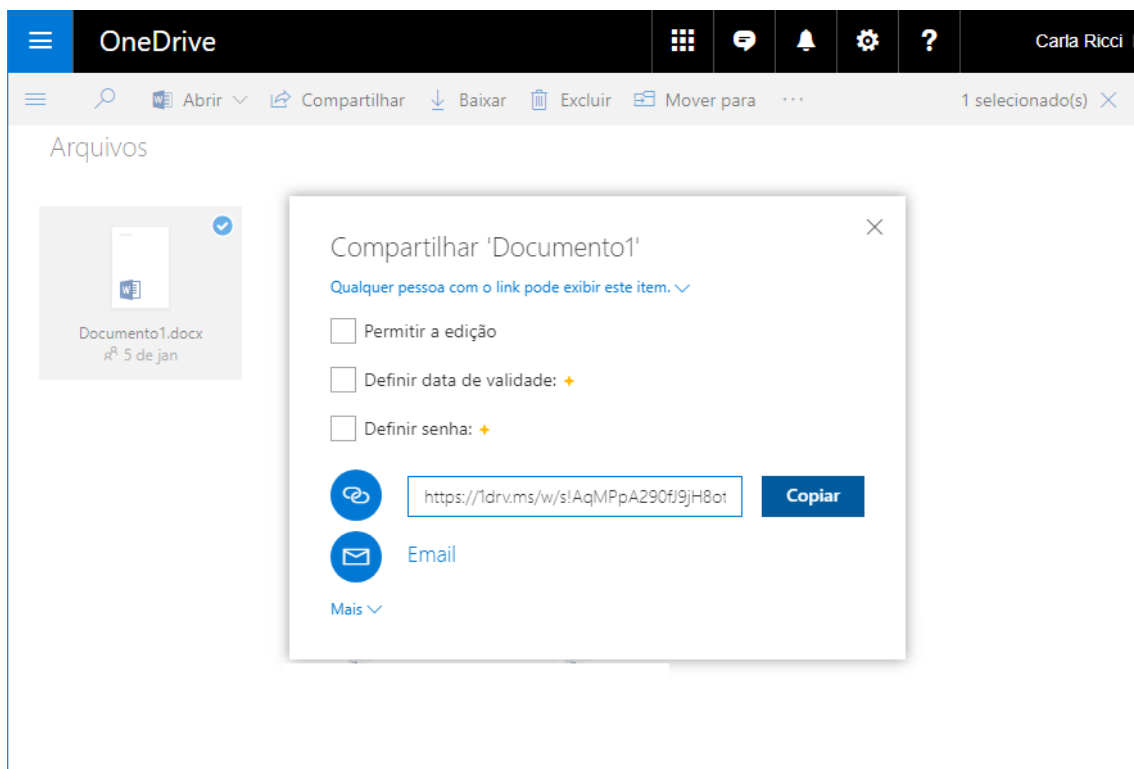 OneDrive
?
Carla Ricci
Abrir
Compartilhar
Baixar
Excluir
Mover para
...
1 selecionado(s)
Arquivos
Documento1.docx
5 de jan
Compartilhar 'Documento1'
Qualquer pessoa com o link pode exibir este item.
Permitir a edição
Definir data de validade:
Definir senha:
https://1drv.ms/w/s!AqMPpA290fJ9jH8ot
Copiar
Email
Mais